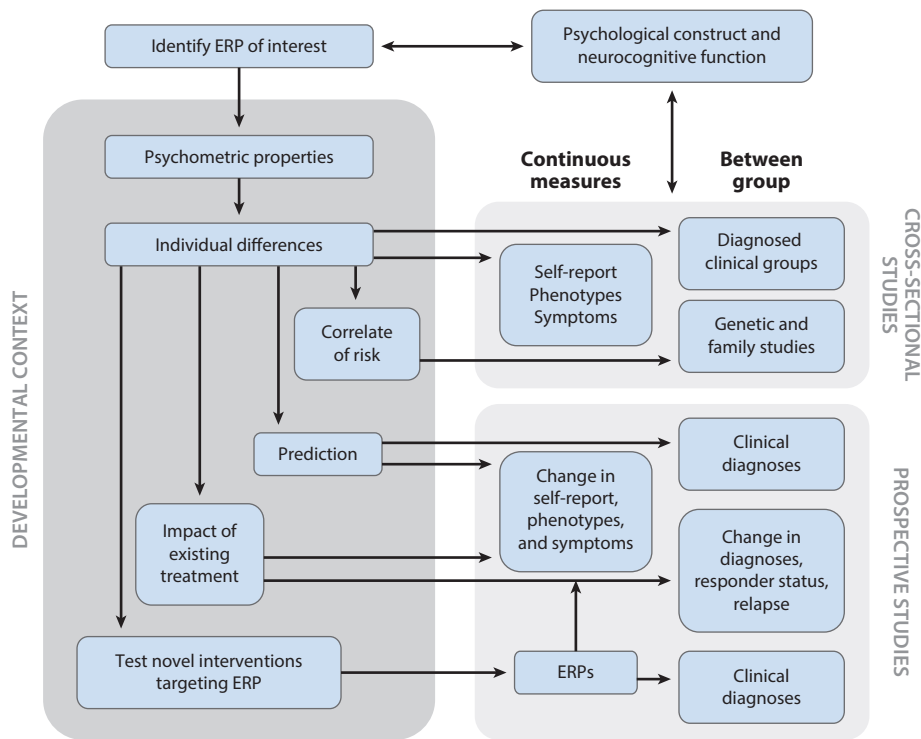 Identify ERP of interest
Psychological construct and
neurocognitive function
Psychometric properties
Continuous
measures
Between
group
Individual differences
Diagnosed
clinical groups
Self-report
Phenotypes
Symptoms
Correlate
of risk
Genetic and
family studies
CROSS-SECTIONAL
STUDIES
DEVELOPMENTAL CONTEXT
Prediction
Clinical
diagnoses
Change in
self-report,
phenotypes,
and symptoms
Impact of
existing
treatment
Change in
diagnoses,
responder status,
relapse
PROSPECTIVE STUDIES
Test novel interventions
targeting ERP
ERPs
Clinical
diagnoses